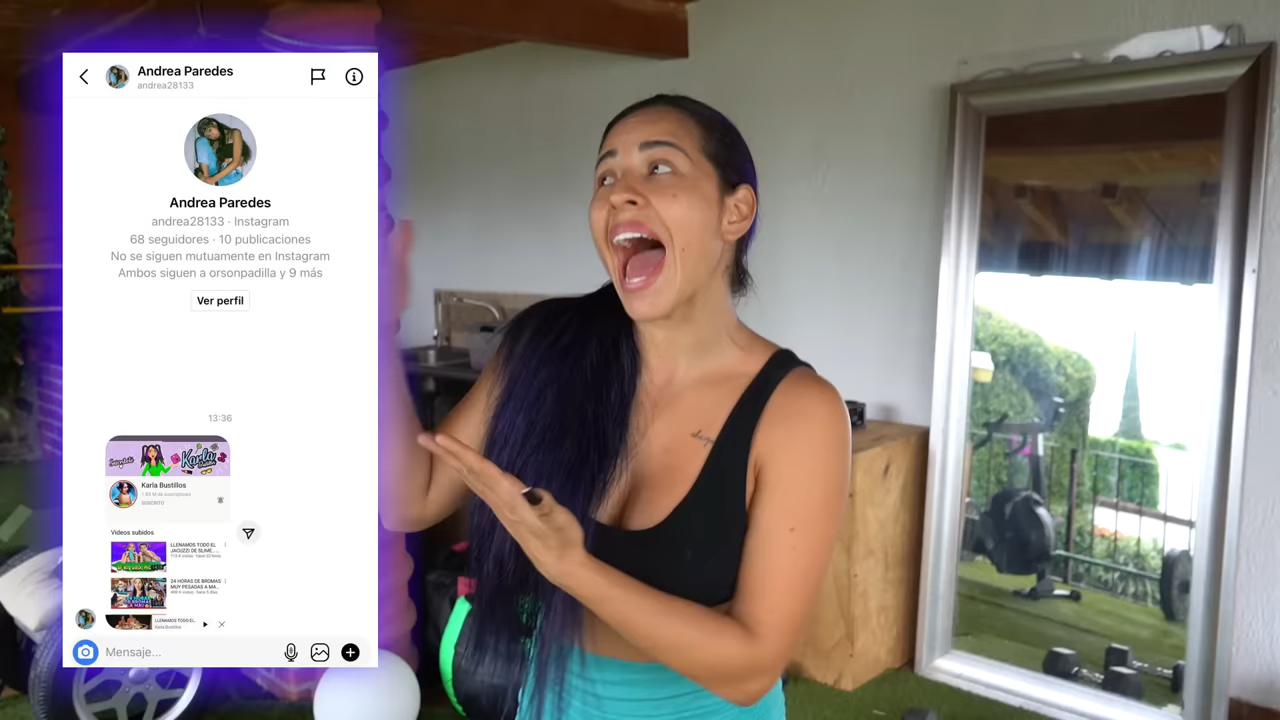 Andrea Paredes
andrea28133
Andrea Paredes
andrea28133 · Instagram
68 seguidores · 10 publicaciones
No se siguen mutuamente en Instagram
Ambos siguen a orsonpadilla y 9 más
Ver perfil
13:36
Karla
Karla Bustillos
SUSCRITO
Videos subidos
LLENAMOS TODO EL
JACUZZI DE SLIME...
24 HORAS DE BROMAS
MUY PESADAS A MA...
LLENAMOS TODO EL...
Karla Bustillos
Mensaje...